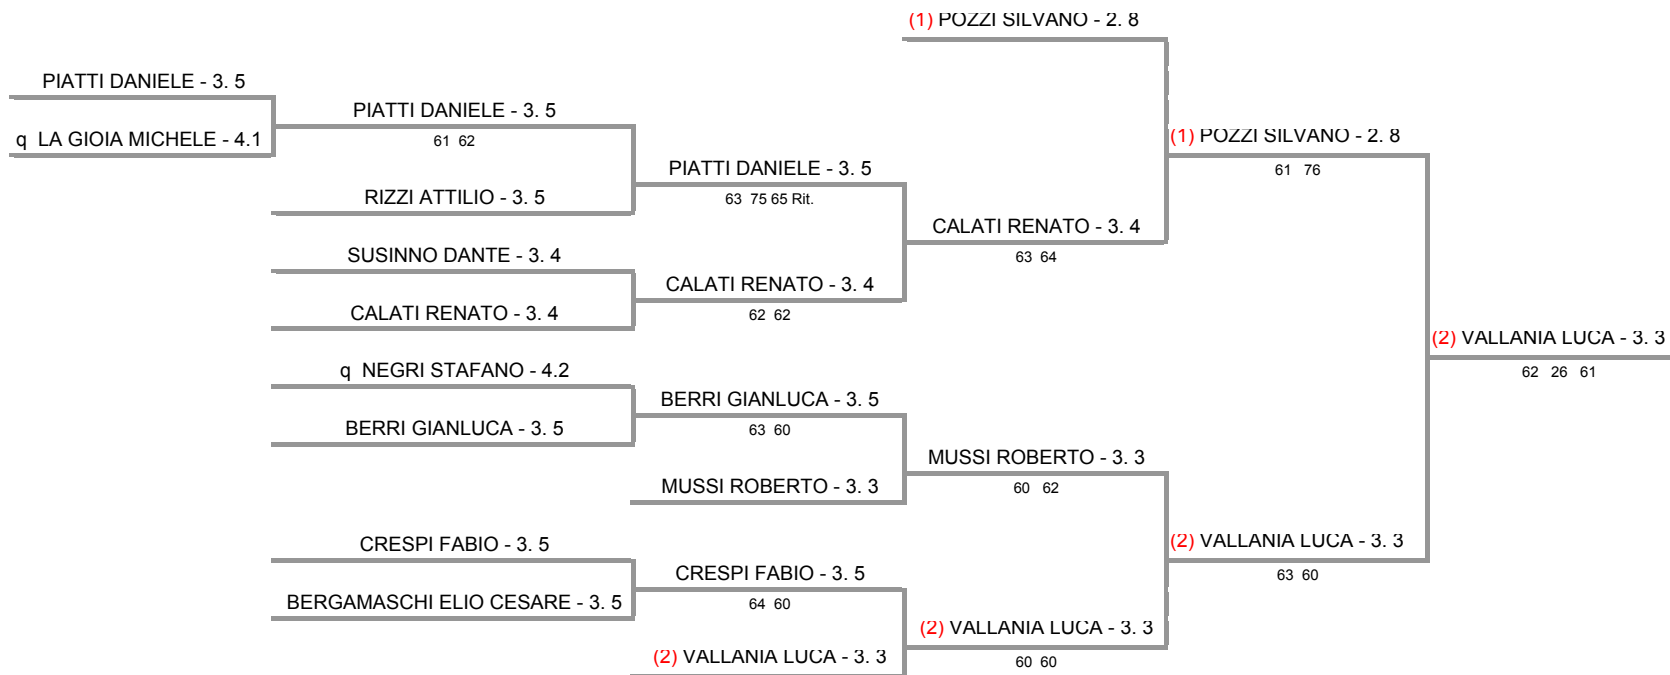 (1) POZZI SILVANO - 2. 8
PIATTI DANIELE - 3. 5
PIATTI DANIELE - 3. 5
q LA GIOIA MICHELE - 4.1
61 62
(1) POZZI SILVANO - 2. 8
61 76
PIATTI DANIELE - 3. 5
63 75 65 Rit.
RIZZI ATTILIO - 3. 5
CALATI RENATO - 3. 4
63 64
SUSINNO DANTE - 3. 4
CALATI RENATO - 3. 4
62 62
CALATI RENATO - 3. 4
(2) VALLANIA LUCA - 3. 3
62 26 61
q NEGRI STAFANO - 4.2
BERRI GIANLUCA - 3. 5
63 60
BERRI GIANLUCA - 3. 5
MUSSI ROBERTO - 3. 3
60 62
MUSSI ROBERTO - 3. 3
CRESPI FABIO - 3. 5
(2) VALLANIA LUCA - 3. 3
63 60
CRESPI FABIO - 3. 5
64 60
BERGAMASCHI ELIO CESARE - 3. 5
(2) VALLANIA LUCA - 3. 3
60 60
(2) VALLANIA LUCA - 3. 3